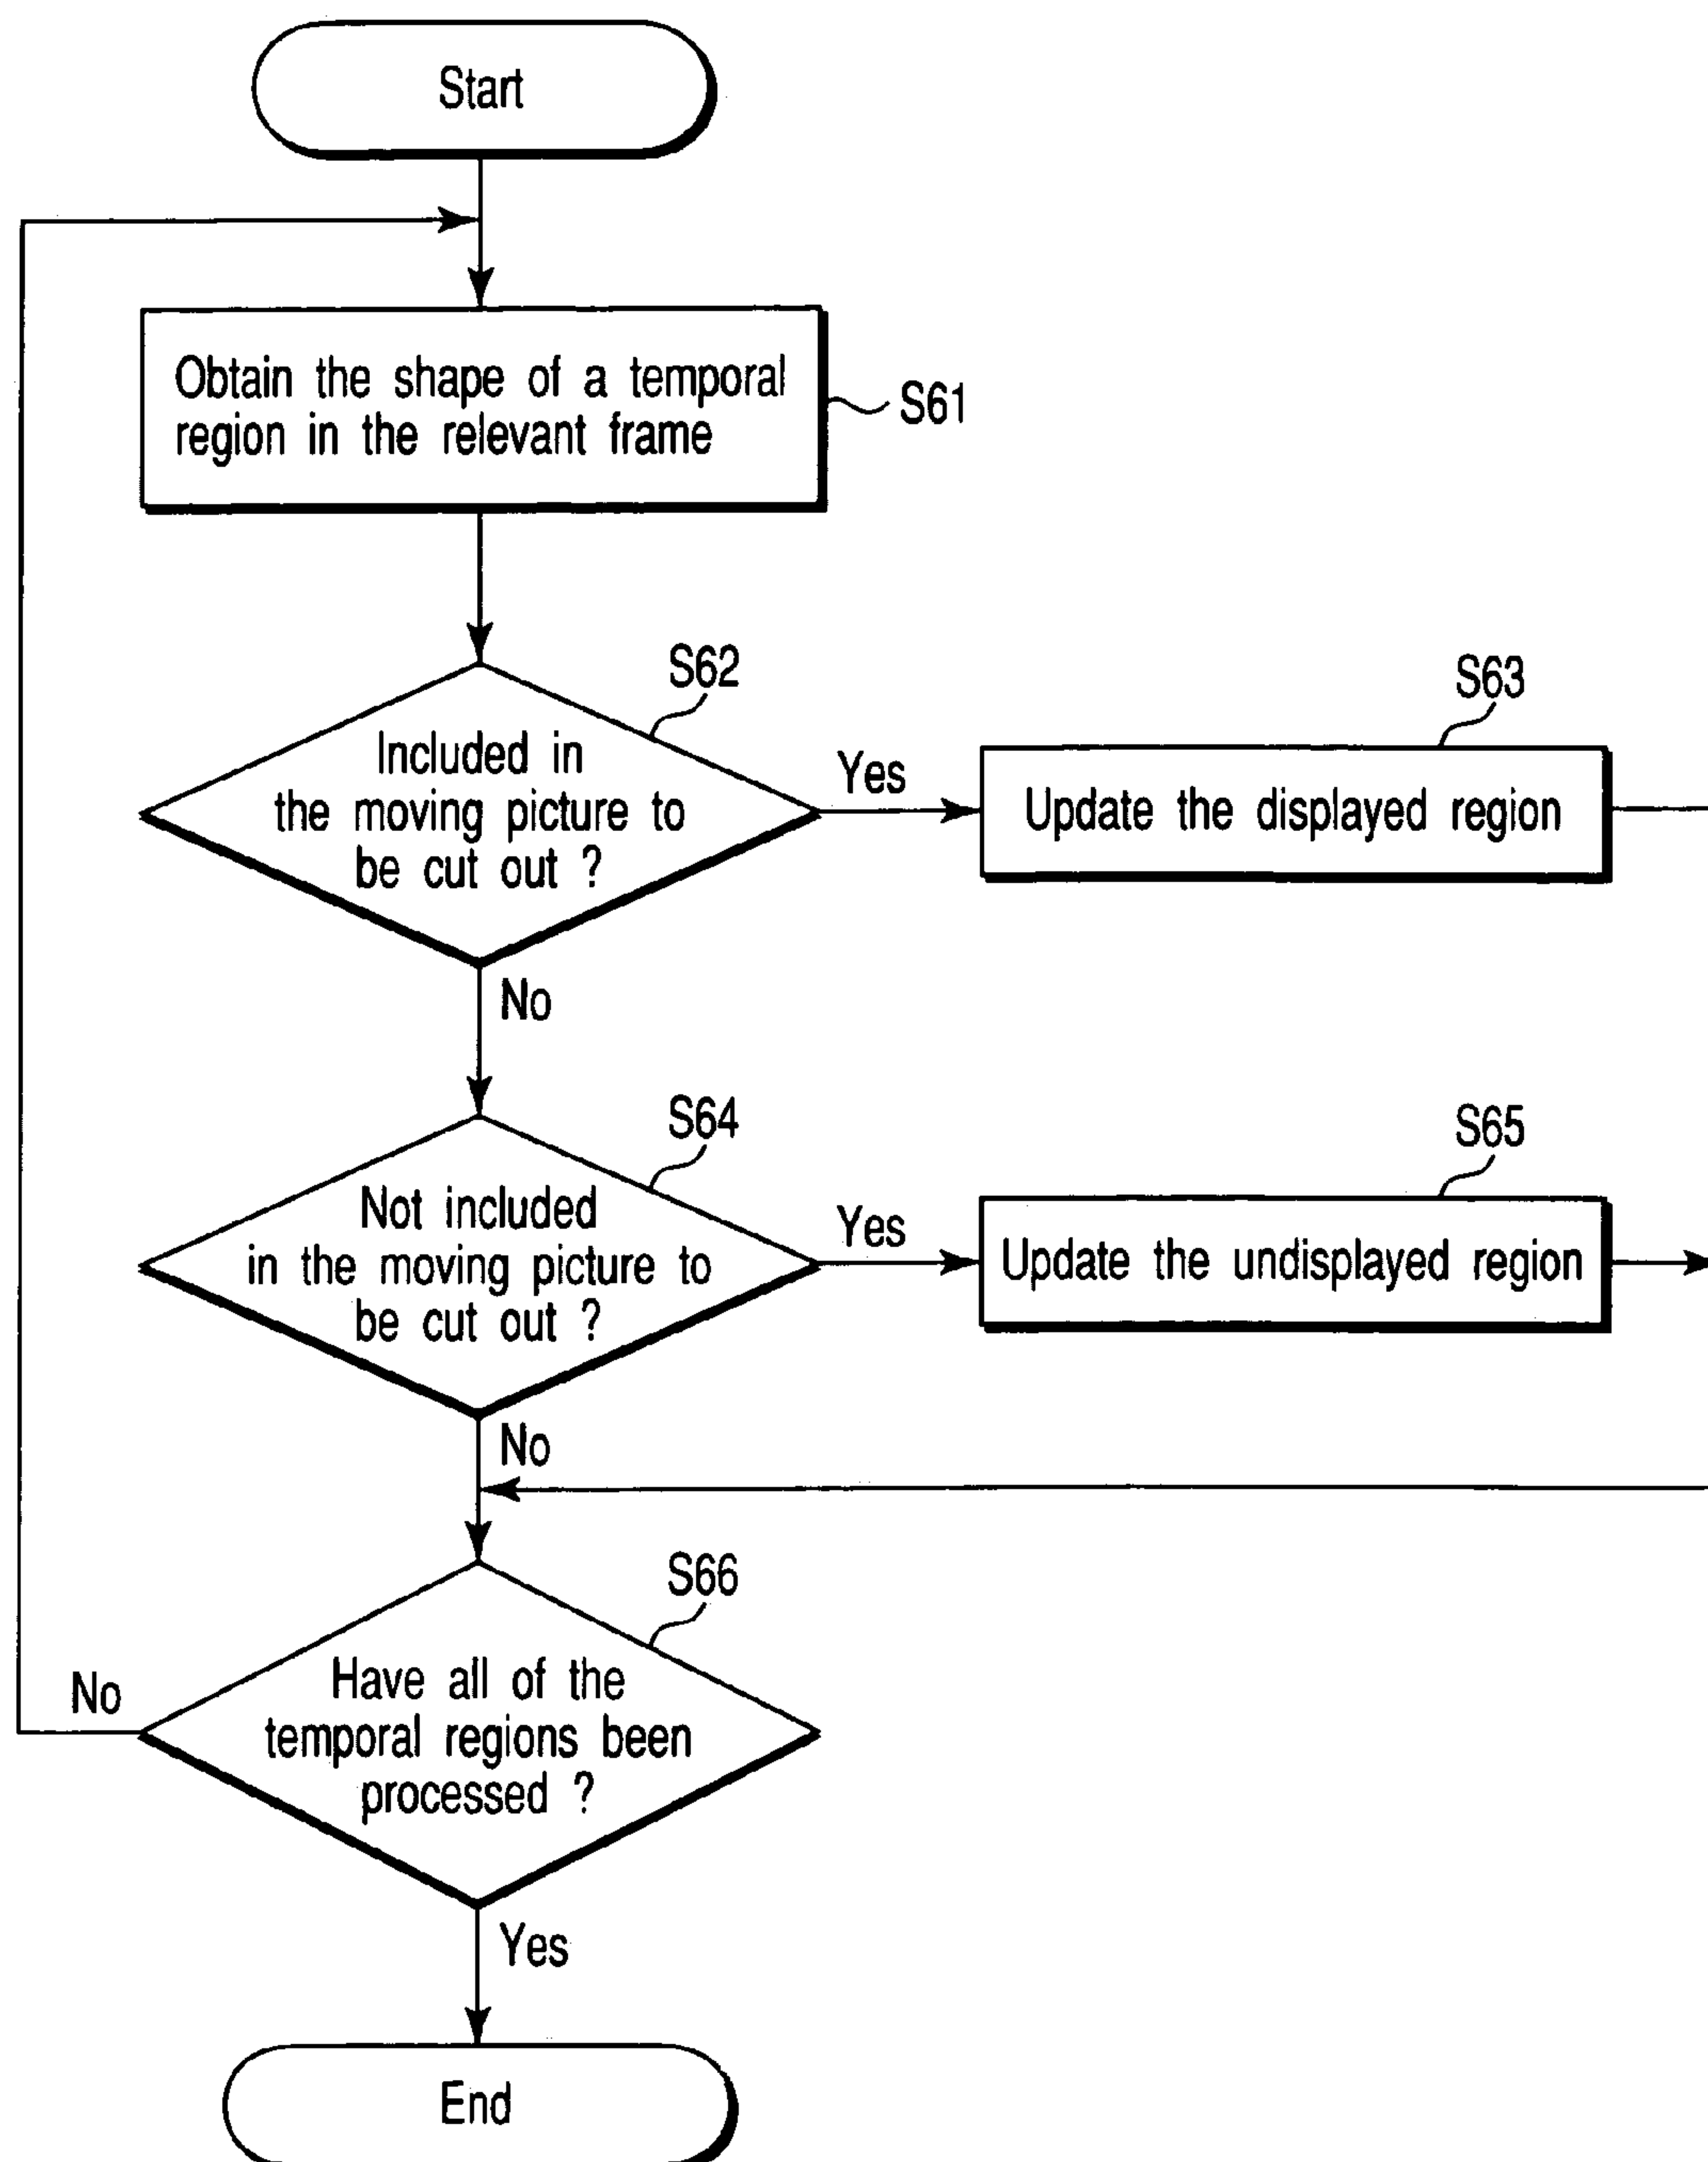 Start
Obtain the shape of a temporal
region in the relevant frame
S61
S62
Included in
the moving picture to
be cut out ?
Yes
S63
Update the displayed region
No
S64
Not included
in the moving picture to
be cut out ?
Yes
S65
Update the undisplayed region
No
S66
Have all of the
temporal regions been
processed ?
No
Yes
End